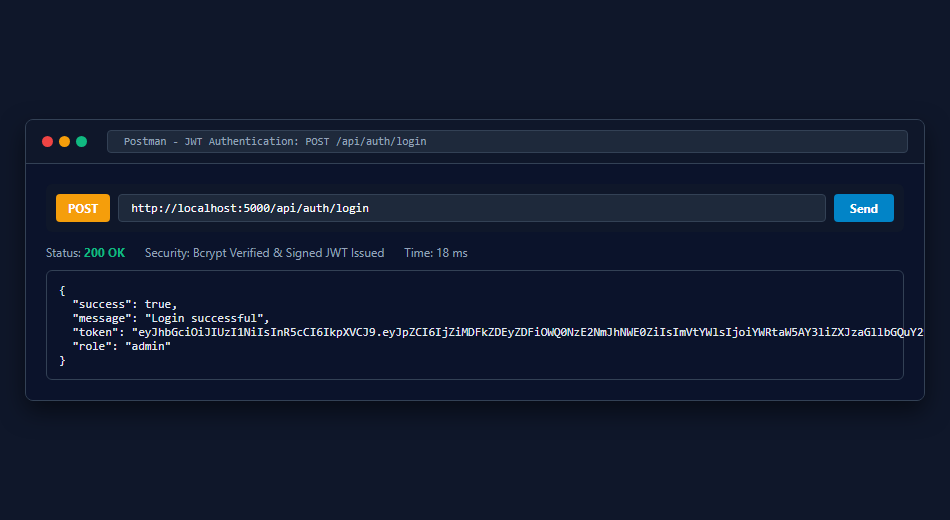 Postman - JWT Authentication: POST /api/auth/login
POST http://localhost:5000/api/auth/login Send
Status: 200 OK Security: Bcrypt Verified & Signed JWT Issued Time: 18 ms
{
"success": true,
"message": "Login successful",
"token": "eyJhbGciOiJIUzI1NiIsInR5cCI6IkpXVCJ9.eyJpZCI6IjZiMDFkZDEyZDFiOWQ0NzE2NmJhNWE0ZiIsImVtYWlsIjoiYWRtaW5AY3liZXJzaGllbGQuY2
"role": "admin"
}